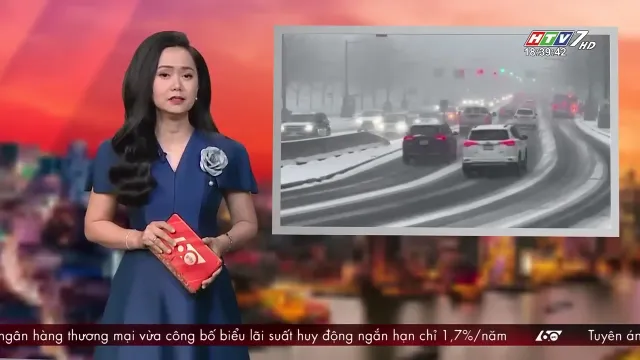 HTV7 HD
18:39:42
ngân hàng thương mại vừa công bố biểu lãi suất huy động ngắn hạn chỉ 1,7%/năm 60 Tuyên á